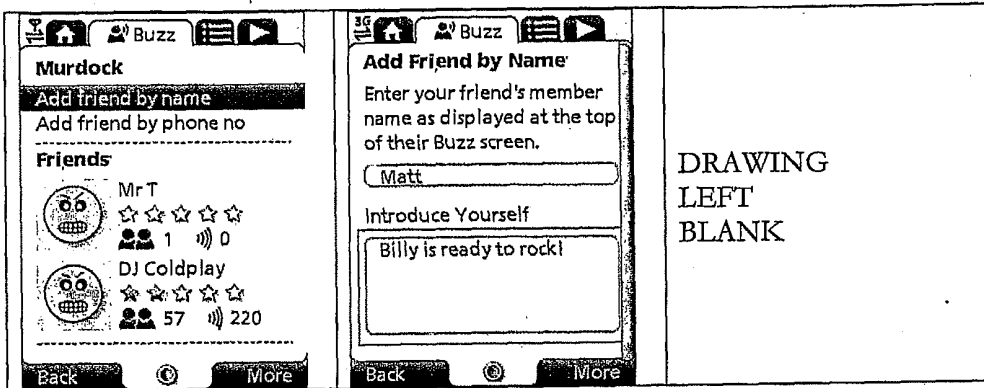 Buzz
Murdock
Add friend by name
Add friend by phone no
Friends
Mr T
1 0
DJ Coldplay
57 220
Back More
3G
Buzz
Add Friend by Name
Enter your friend's member
name as displayed at the top
of their Buzz screen.
Matt
Introduce Yourself
Billy is ready to rock!
Back More
DRAWING
LEFT
BLANK